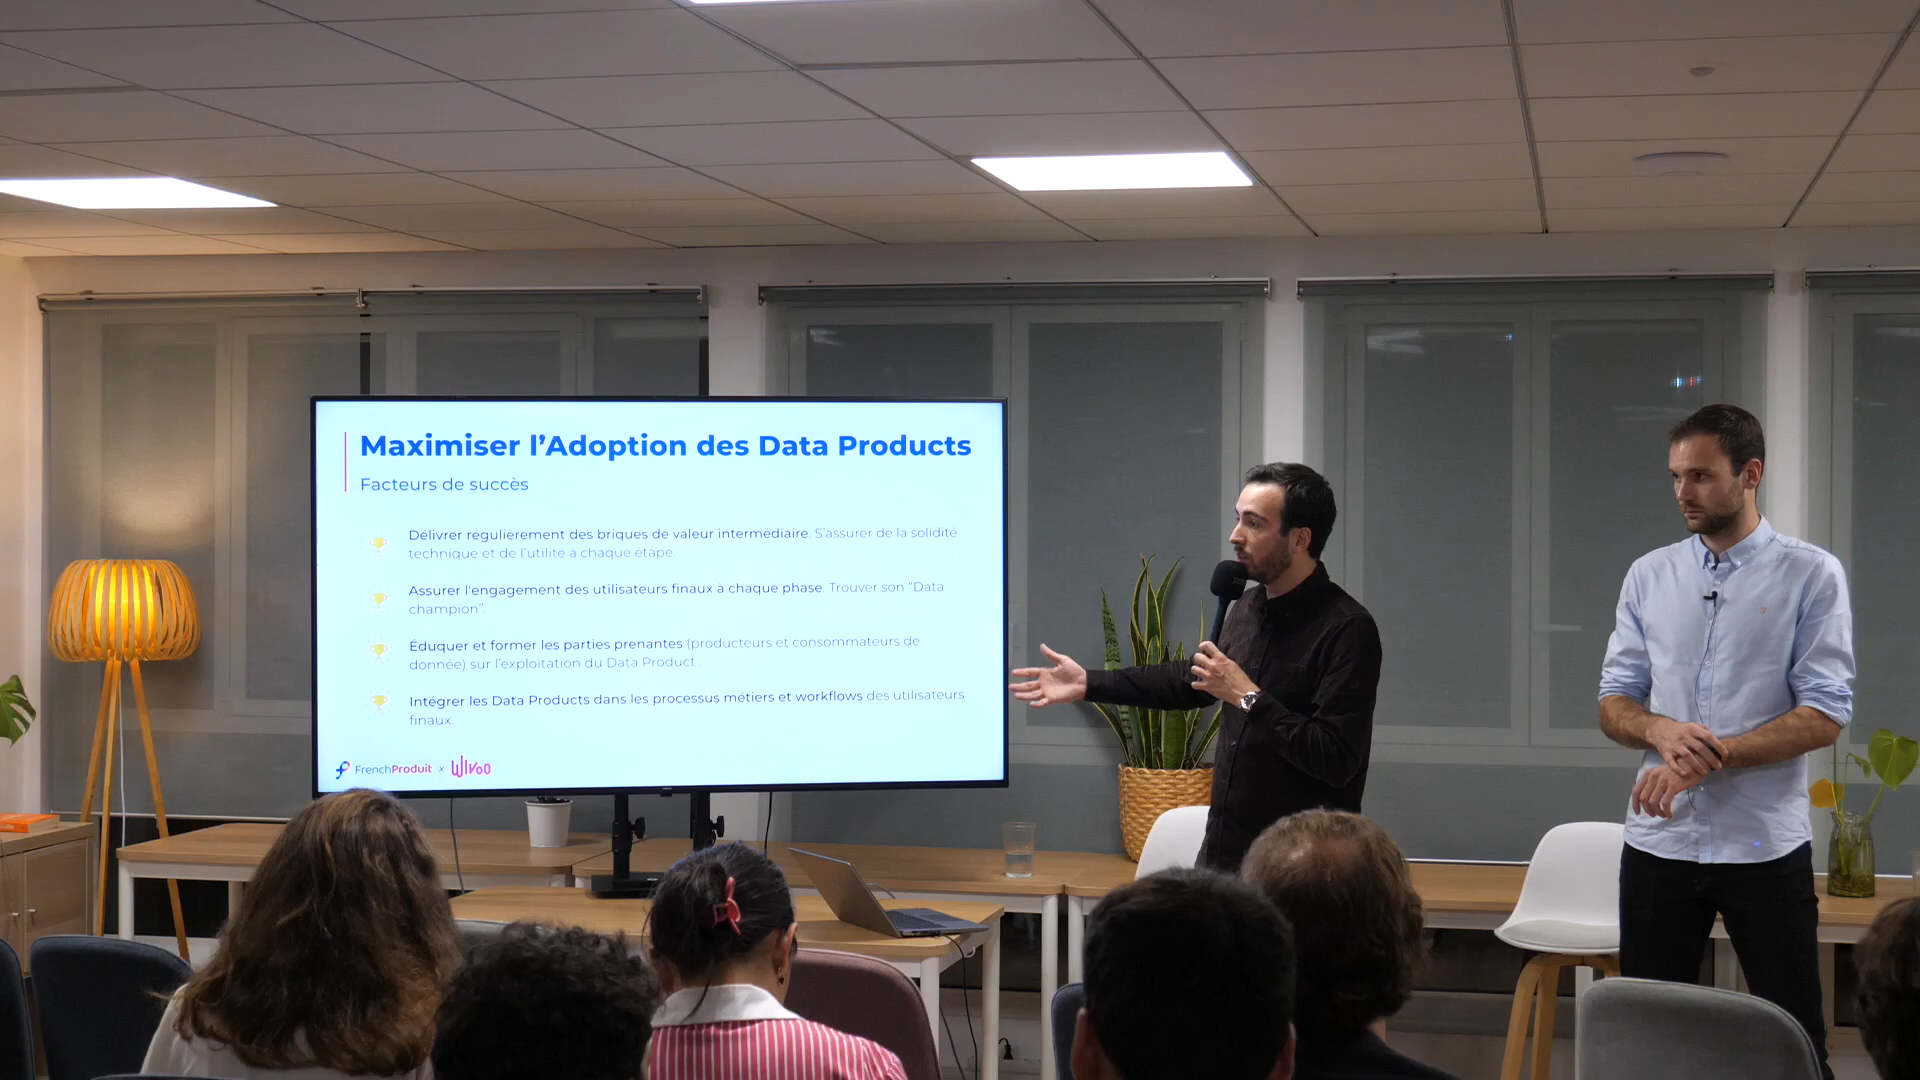 Maximiser l'Adoption des Data Products
Facteurs de succès
Délivrer régulièrement des briques de valeur intermédiaire. S'assurer de la solidité
technique et de l'utilité à chaque étape.
Assurer l'engagement des utilisateurs finaux à chaque phase. Trouver son "Data
champion".
Éduquer et former les parties prenantes (producteurs et consommateurs de
donnée) sur l'exploitation du Data Product .
Intégrer les Data Products dans les processus métiers et workflows des utilisateurs
finaux.
FrenchProduit x WIVOO